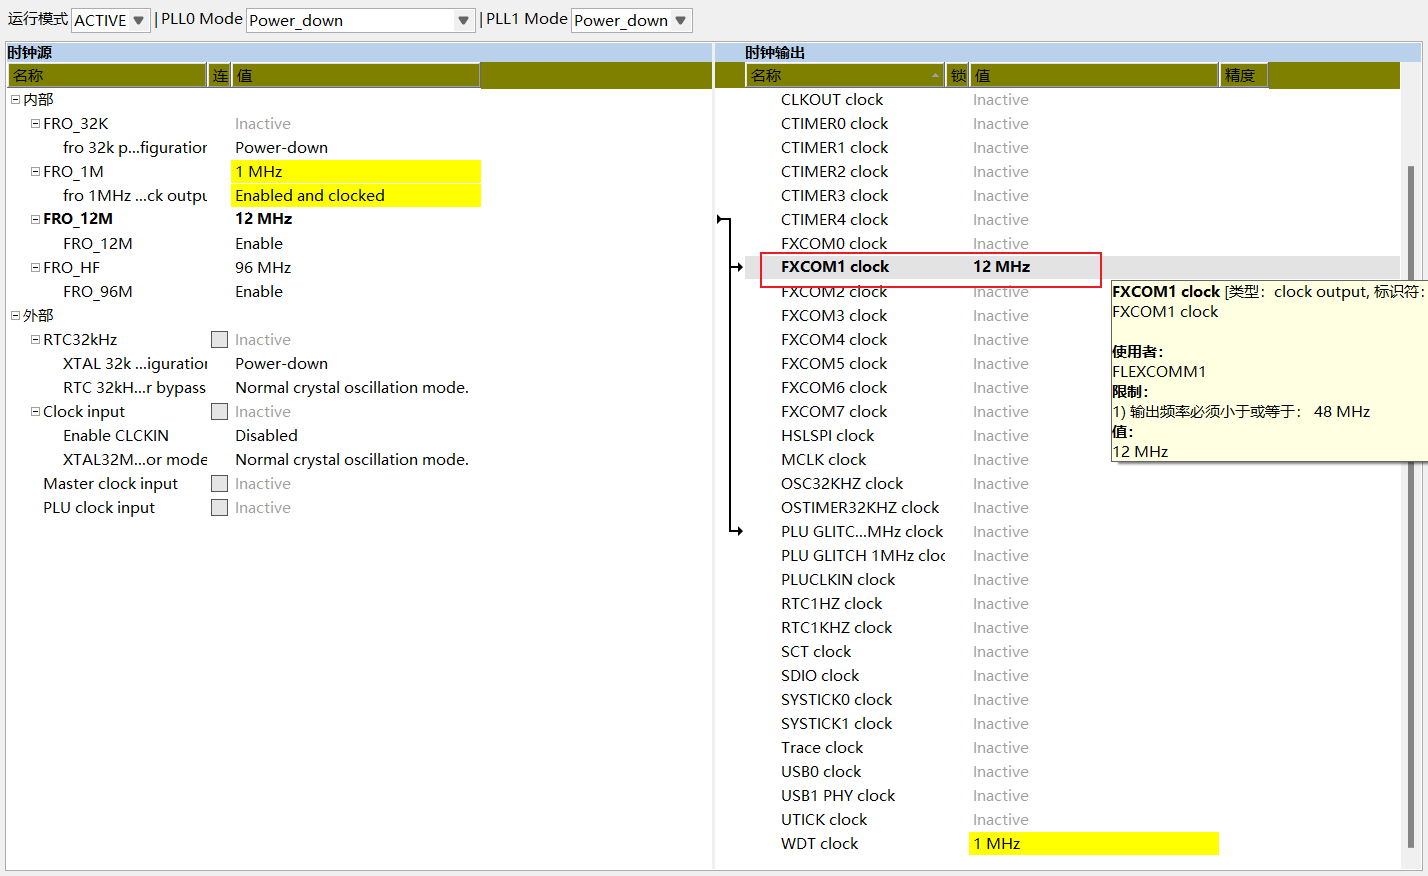 运行模式 ACTIVE | PLL0 Mode Power_down | PLL1 Mode Power_down
时钟源
名称 连 值
内部
FRO_32K Inactive
fro 32k p...figuration Power-down
FRO_1M 1 MHz
fro 1MHz ...ck outpu Enabled and clocked
FRO_12M 12 MHz
FRO_12M Enable
FRO_HF 96 MHz
FRO_96M Enable
外部
RTC32kHz Inactive
XTAL 32k ...iguration Power-down
RTC 32kH...r bypass Normal crystal oscillation mode.
Clock input Inactive
Enable CLCKIN Disabled
XTAL32M...or mode Normal crystal oscillation mode.
Master clock input Inactive
PLU clock input Inactive
时钟输出
名称 锁 值 精度
CLKOUT clock Inactive
CTIMER0 clock Inactive
CTIMER1 clock Inactive
CTIMER2 clock Inactive
CTIMER3 clock Inactive
CTIMER4 clock Inactive
FXCOM0 clock Inactive
FXCOM1 clock 12 MHz
FXCOM2 clock Inactive
FXCOM3 clock Inactive
FXCOM4 clock Inactive
FXCOM5 clock Inactive
FXCOM6 clock Inactive
FXCOM7 clock Inactive
HSLSPI clock Inactive
MCLK clock Inactive
OSC32KHZ clock Inactive
OSTIMER32KHZ clock Inactive
PLU GLITC...MHz clock Inactive
PLU GLITCH 1MHz cloc Inactive
PLUCLKIN clock Inactive
RTC1HZ clock Inactive
RTC1KHZ clock Inactive
SCT clock Inactive
SDIO clock Inactive
SYSTICK0 clock Inactive
SYSTICK1 clock Inactive
Trace clock Inactive
USB0 clock Inactive
USB1 PHY clock Inactive
UTICK clock Inactive
WDT clock 1 MHz
FXCOM1 clock [类型：clock output, 标识符：
FXCOM1 clock
使用者：
FLEXCOMM1
限制：
1) 输出频率必须小于或等于： 48 MHz
值：
12 MHz